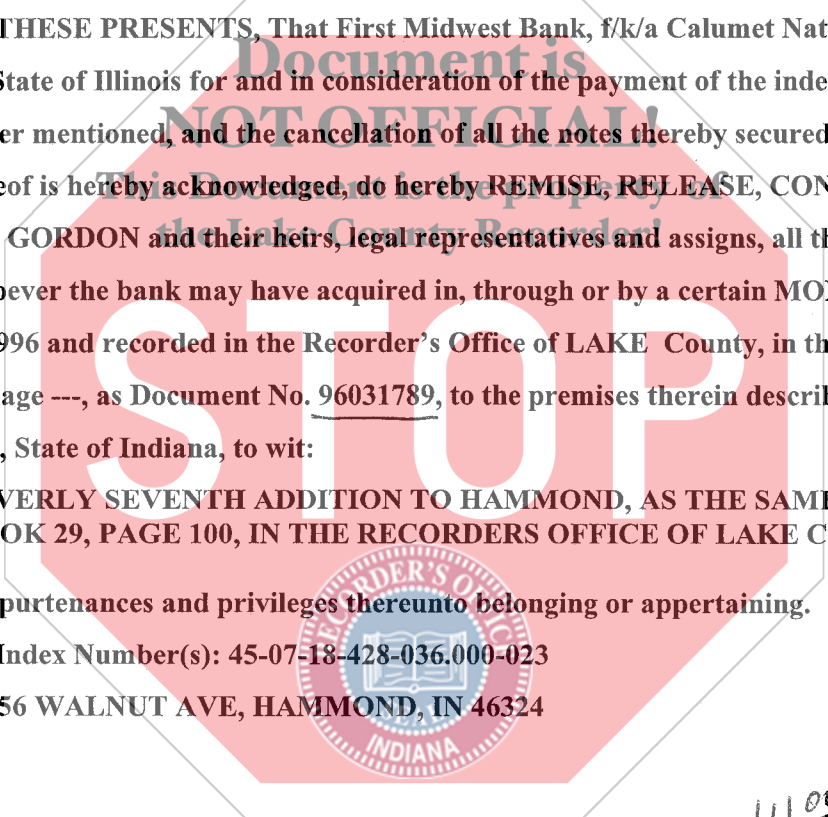 THESE PRESENTS, That First Midwest Bank, f/k/a Calumet Nat
Document is
State of Illinois for and in consideration of the payment of the inde
NOT OFFICIAL!
er mentioned, and the cancellation of all the notes thereby secured
This Document is the property of
eof is hereby acknowledged, do hereby REMISE, RELEASE, CON
the Lake County Recorder!
GORDON and their heirs, legal representatives and assigns, all th
oever the bank may have acquired in, through or by a certain MO
996 and recorded in the Recorder's Office of LAKE County, in th
age ---, as Document No. 96031789, to the premises therein descri
, State of Indiana, to wit:
STOP
VERLY SEVENTH ADDITION TO HAMMOND, AS THE SAME
OK 29, PAGE 100, IN THE RECORDERS OFFICE OF LAKE C
purtenances and privileges thereunto belonging or appertaining.
Index Number(s): 45-07-18-428-036.000-023
56 WALNUT AVE, HAMMOND, IN 46324
RECORDER'S OFFIC
INDIANA